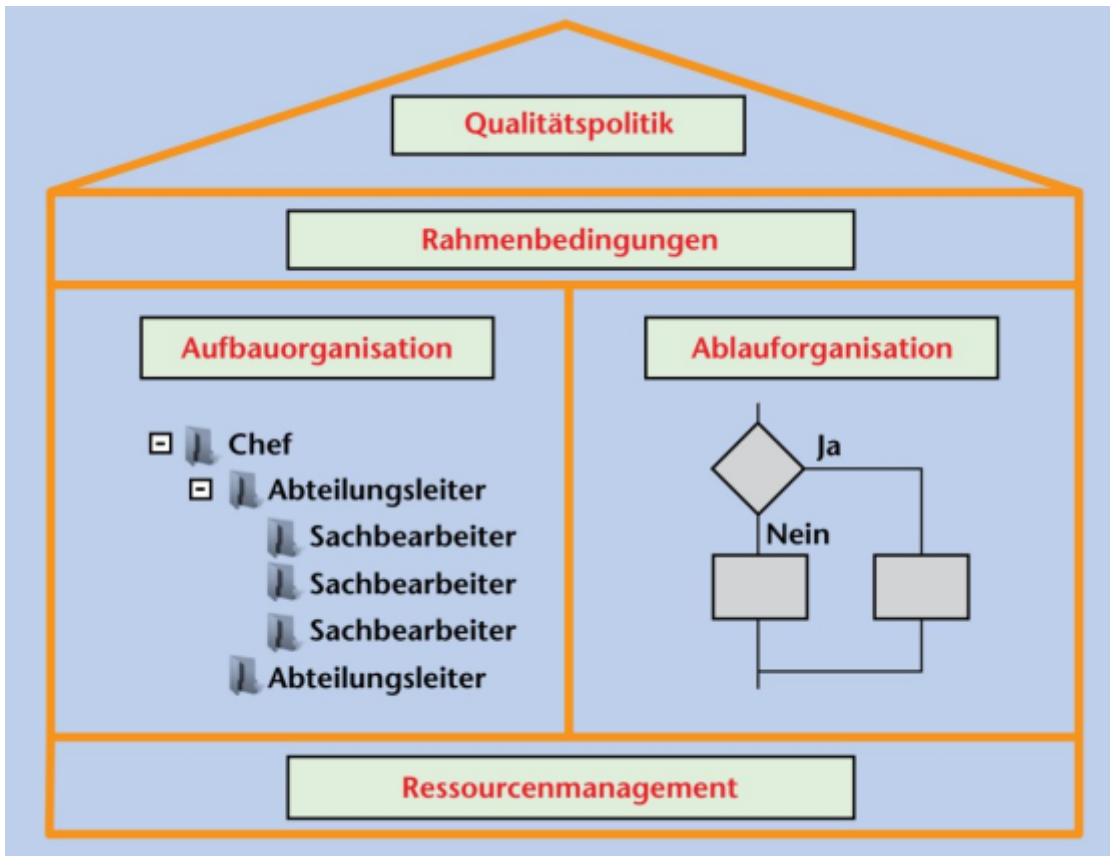 Qualitätspolitik
Rahmenbedingungen
Aufbauorganisation
Chef
Abteilungsleiter
Sachbearbeiter
Sachbearbeiter
Sachbearbeiter
Abteilungsleiter
Ablauforganisation
Ja
Nein
Ressourcenmanagement